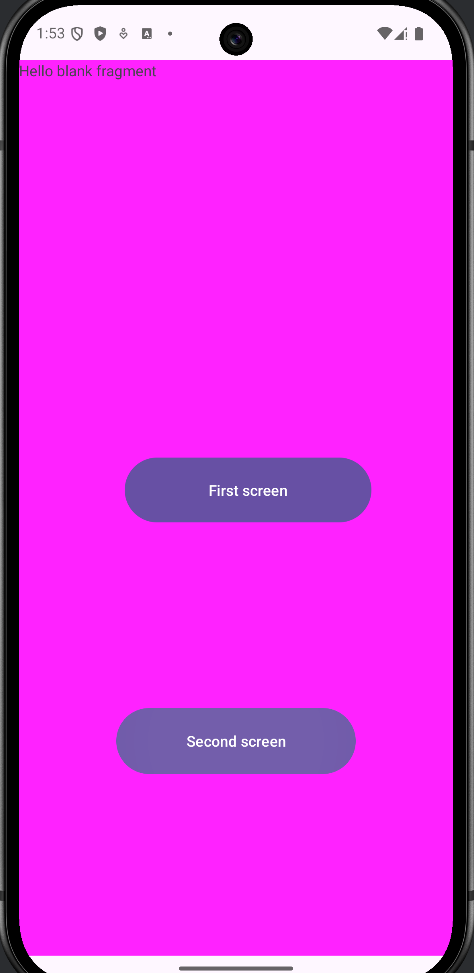 1:53
Hello blank fragment
First screen
Second screen